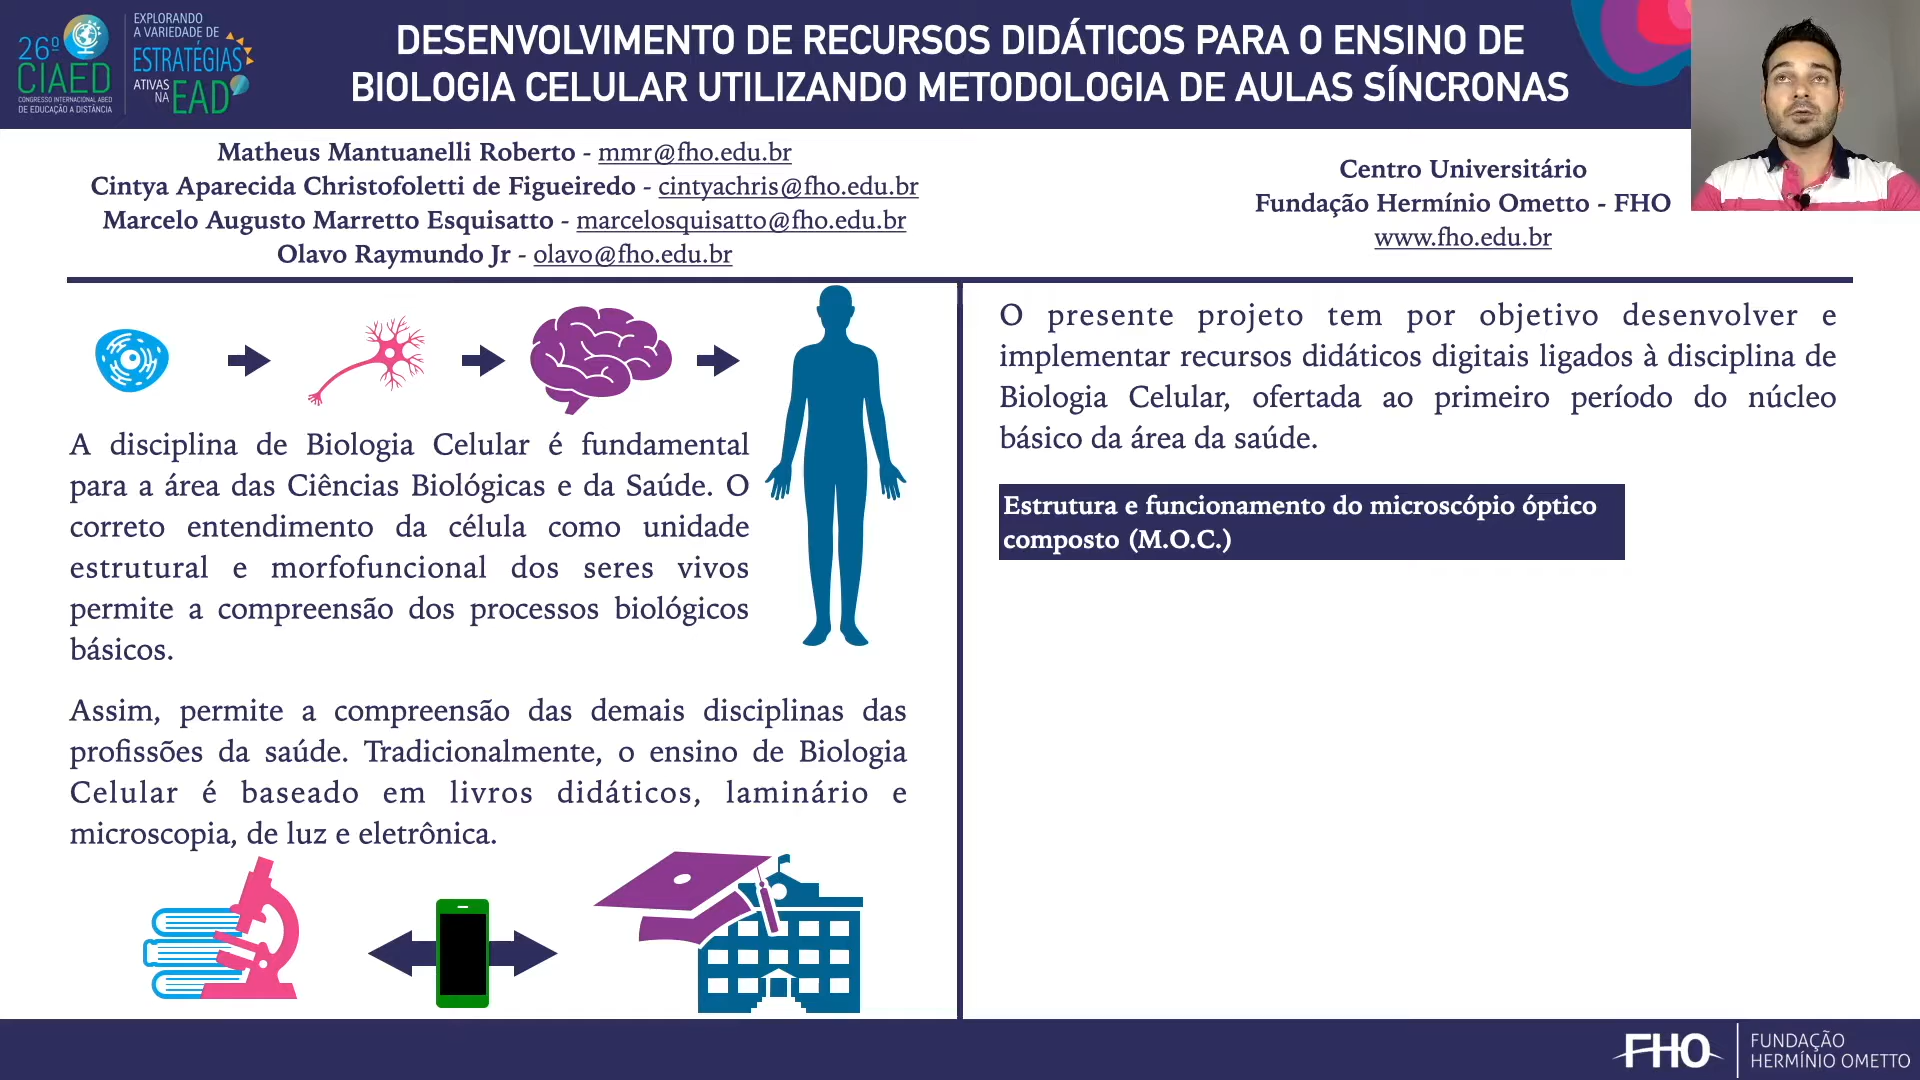 26º
CIAED
CONGRESSO INTERNACIONAL ABED
DE EDUCAÇÃO A DISTÂNCIA
EXPLORANDO
A VARIEDADE DE
ESTRATÉGIAS
ATIVAS
NA EAD
DESENVOLVIMENTO DE RECURSOS DIDÁTICOS PARA O ENSINO DE
BIOLOGIA CELULAR UTILIZANDO METODOLOGIA DE AULAS SÍNCRONAS
Matheus Mantuanelli Roberto - mmr@fho.edu.br
Cintya Aparecida Christofoletti de Figueiredo - cintyachris@fho.edu.br
Marcelo Augusto Marretto Esquisatto - marcelosquisatto@fho.edu.br
Olavo Raymundo Jr - olavo@fho.edu.br
Centro Universitário
Fundação Hermínio Ometto - FHO
www.fho.edu.br
A disciplina de Biologia Celular é fundamental
para a área das Ciências Biológicas e da Saúde. O
correto entendimento da célula como unidade
estrutural e morfofuncional dos seres vivos
permite a compreensão dos processos biológicos
básicos.
Assim, permite a compreensão das demais disciplinas das
profissões da saúde. Tradicionalmente, o ensino de Biologia
Celular é baseado em livros didáticos, laminário e
microscopia, de luz e eletrônica.
O presente projeto tem por objetivo desenvolver e
implementar recursos didáticos digitais ligados à disciplina de
Biologia Celular, ofertada ao primeiro período do núcleo
básico da área da saúde.
Estrutura e funcionamento do microscópio óptico
composto (M.O.C.)
FHO
FUNDAÇÃO
HERMÍNIO OMETTO